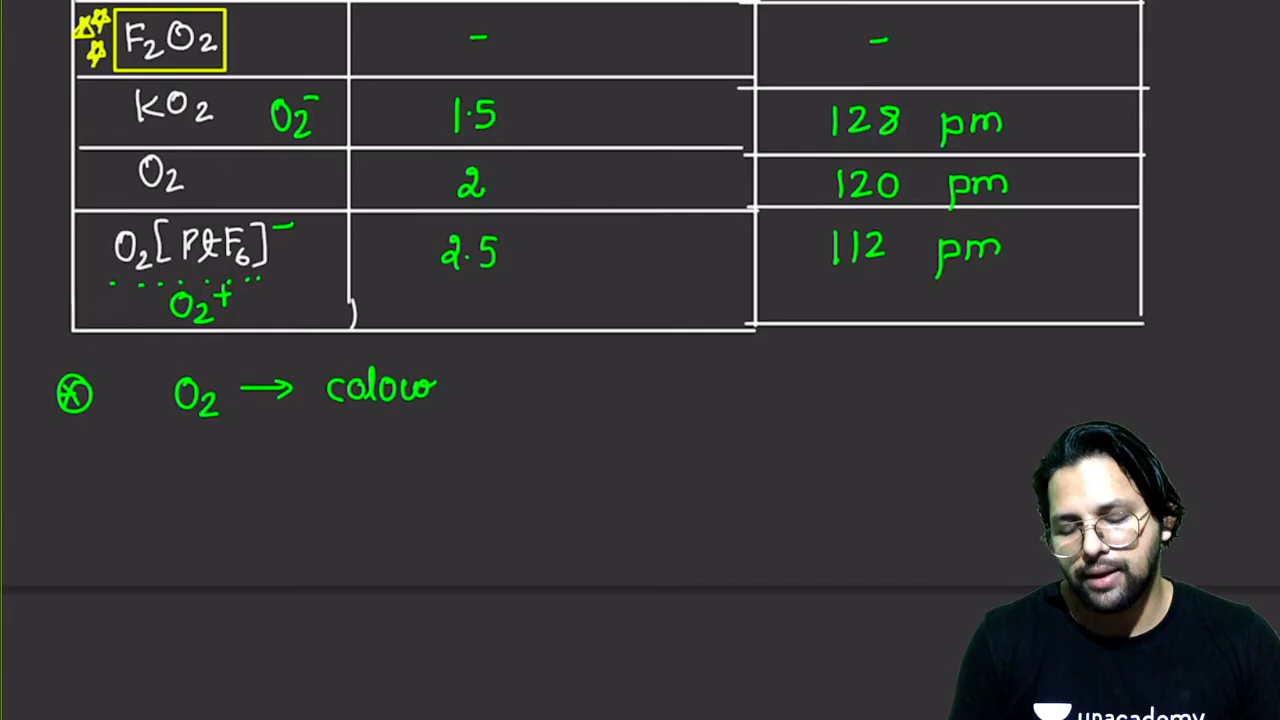 F2O2 - -
KO2 O2⁻ 1.5 128 pm
O2 2 120 pm
O2[PtF6]⁻ 2.5 112 pm
O2⁺
O2 → colour
unacademy